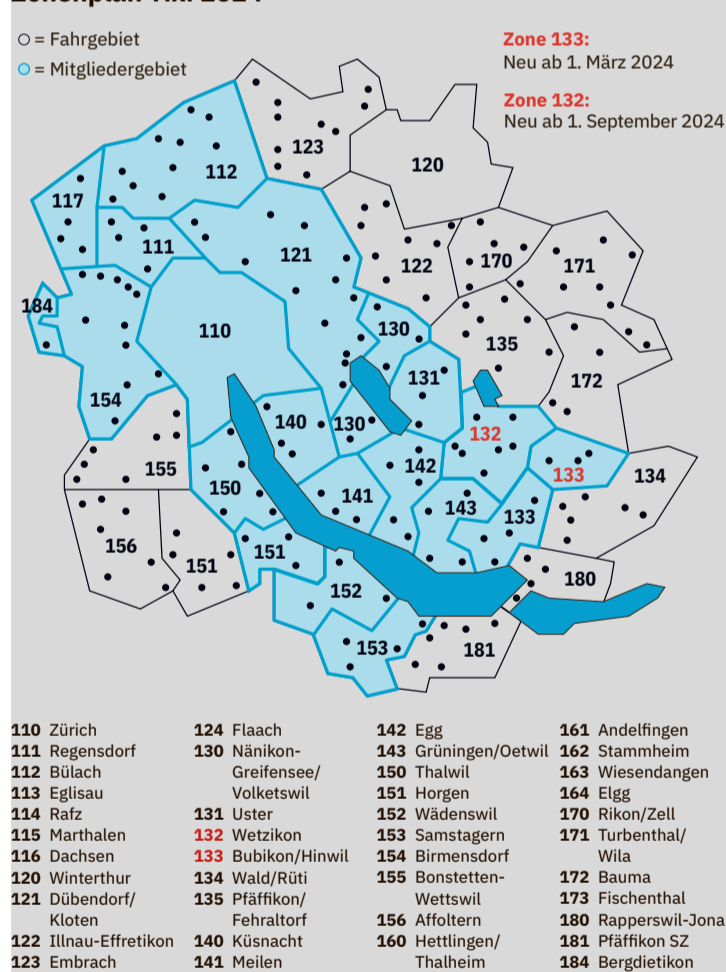 = Fahrgebiet
= Mitgliedergebiet
Zone 133:
Neu ab 1. März 2024
Zone 132:
Neu ab 1. September 2024
123
120
112
117
111
121
122
170
171
184
110
130
135
131
172
154
140
130
132
155
142
133
134
150
141
143
133
156
151
151
180
152
153
181
110 Zürich
111 Regensdorf
112 Bülach
113 Eglisau
114 Rafz
115 Marthalen
116 Dachsen
120 Winterthur
121 Dübendorf/
Kloten
122 Illnau-Effretikon
123 Embrach
124 Flaach
130 Nänikon-
Greifensee/
Volketswil
131 Uster
132 Wetzikon
133 Bubikon/Hinwil
134 Wald/Rüti
135 Pfäffikon/
Fehraltorf
140 Küsnacht
141 Meilen
142 Egg
143 Grüningen/Oetwil
150 Thalwil
151 Horgen
152 Wädenswil
153 Samstagern
154 Birmensdorf
155 Bonstetten-
Wettswil
156 Affoltern
160 Hettlingen/
Thalheim
161 Andelfingen
162 Stammheim
163 Wiesendangen
164 Elgg
170 Rikon/Zell
171 Turbenthal/
Wila
172 Bauma
173 Fischenthal
180 Rapperswil-Jona
181 Pfäffikon SZ
184 Bergdietikon